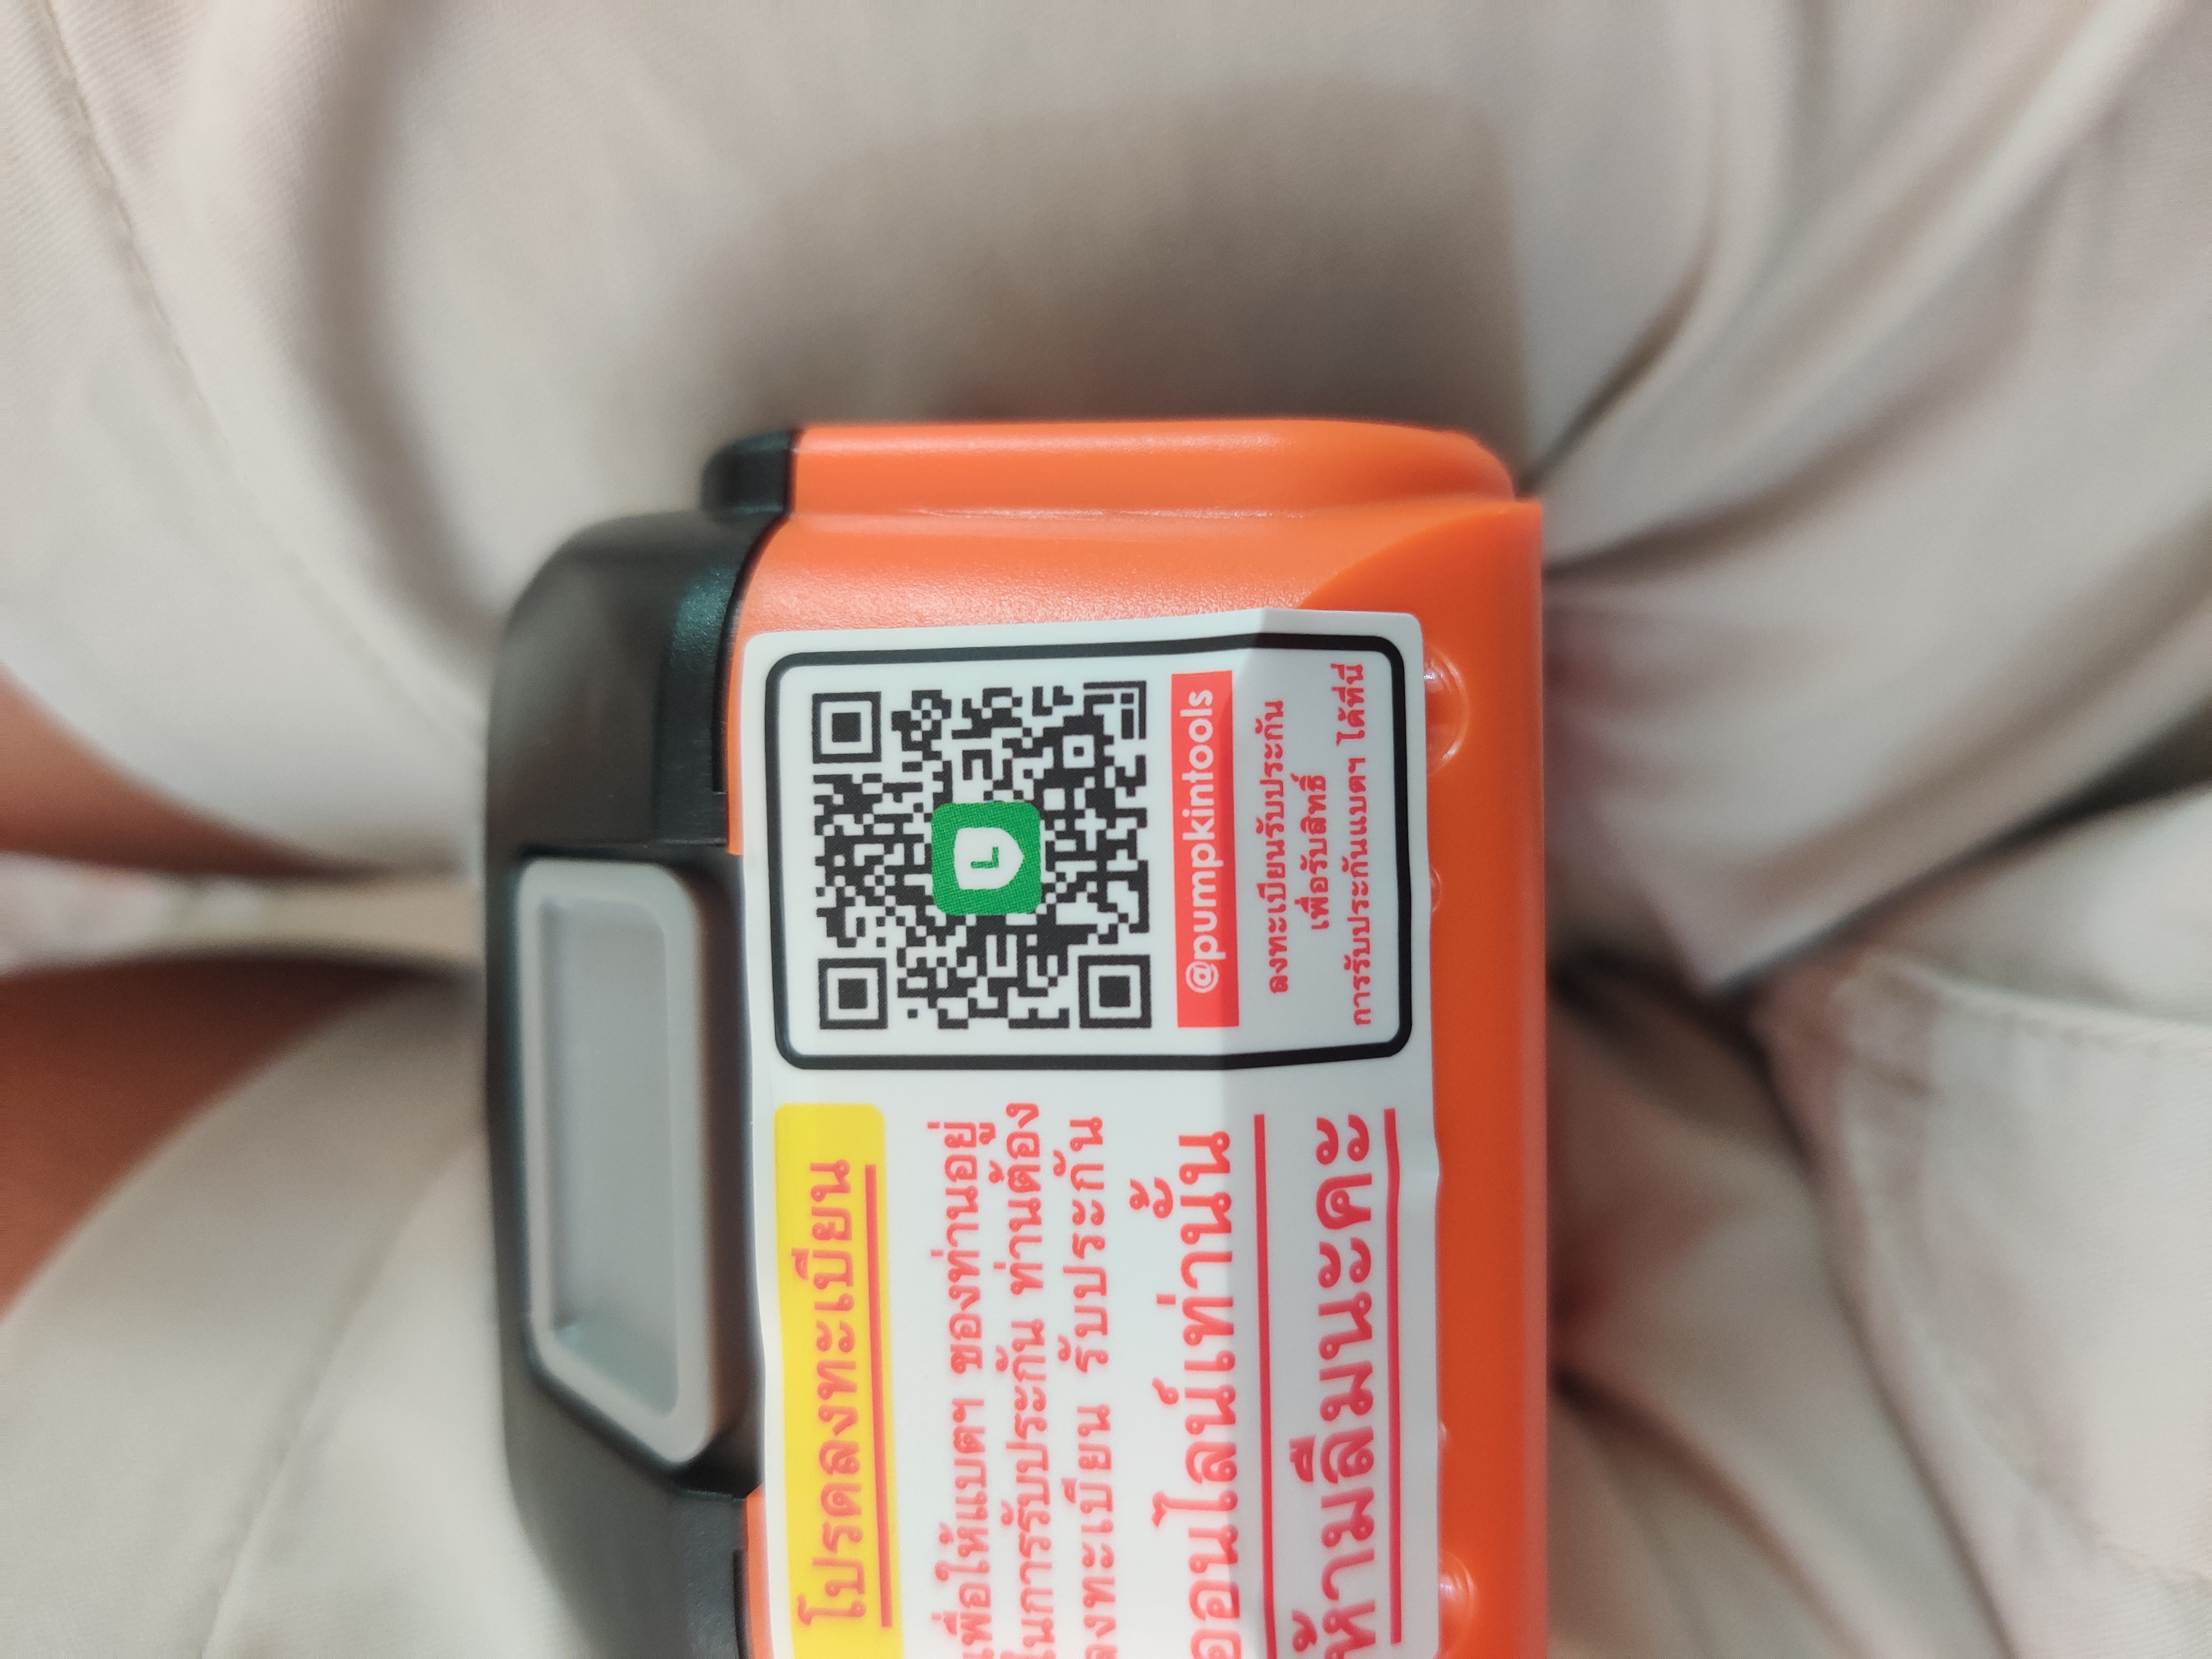 โปรดลงทะเบียน
เพื่อให้แบตฯ ของท่านอยู่
ในการรับประกัน ท่านต้อง
ลงทะเบียน รับประกัน
ออนไลน์เท่านั้น
ห้ามลืมนะคะ
L
@pumpkintools
ลงทะเบียนรับประกัน
เพื่อรับสิทธิ์
การรับประกันแบตฯ ได้ที่นี่